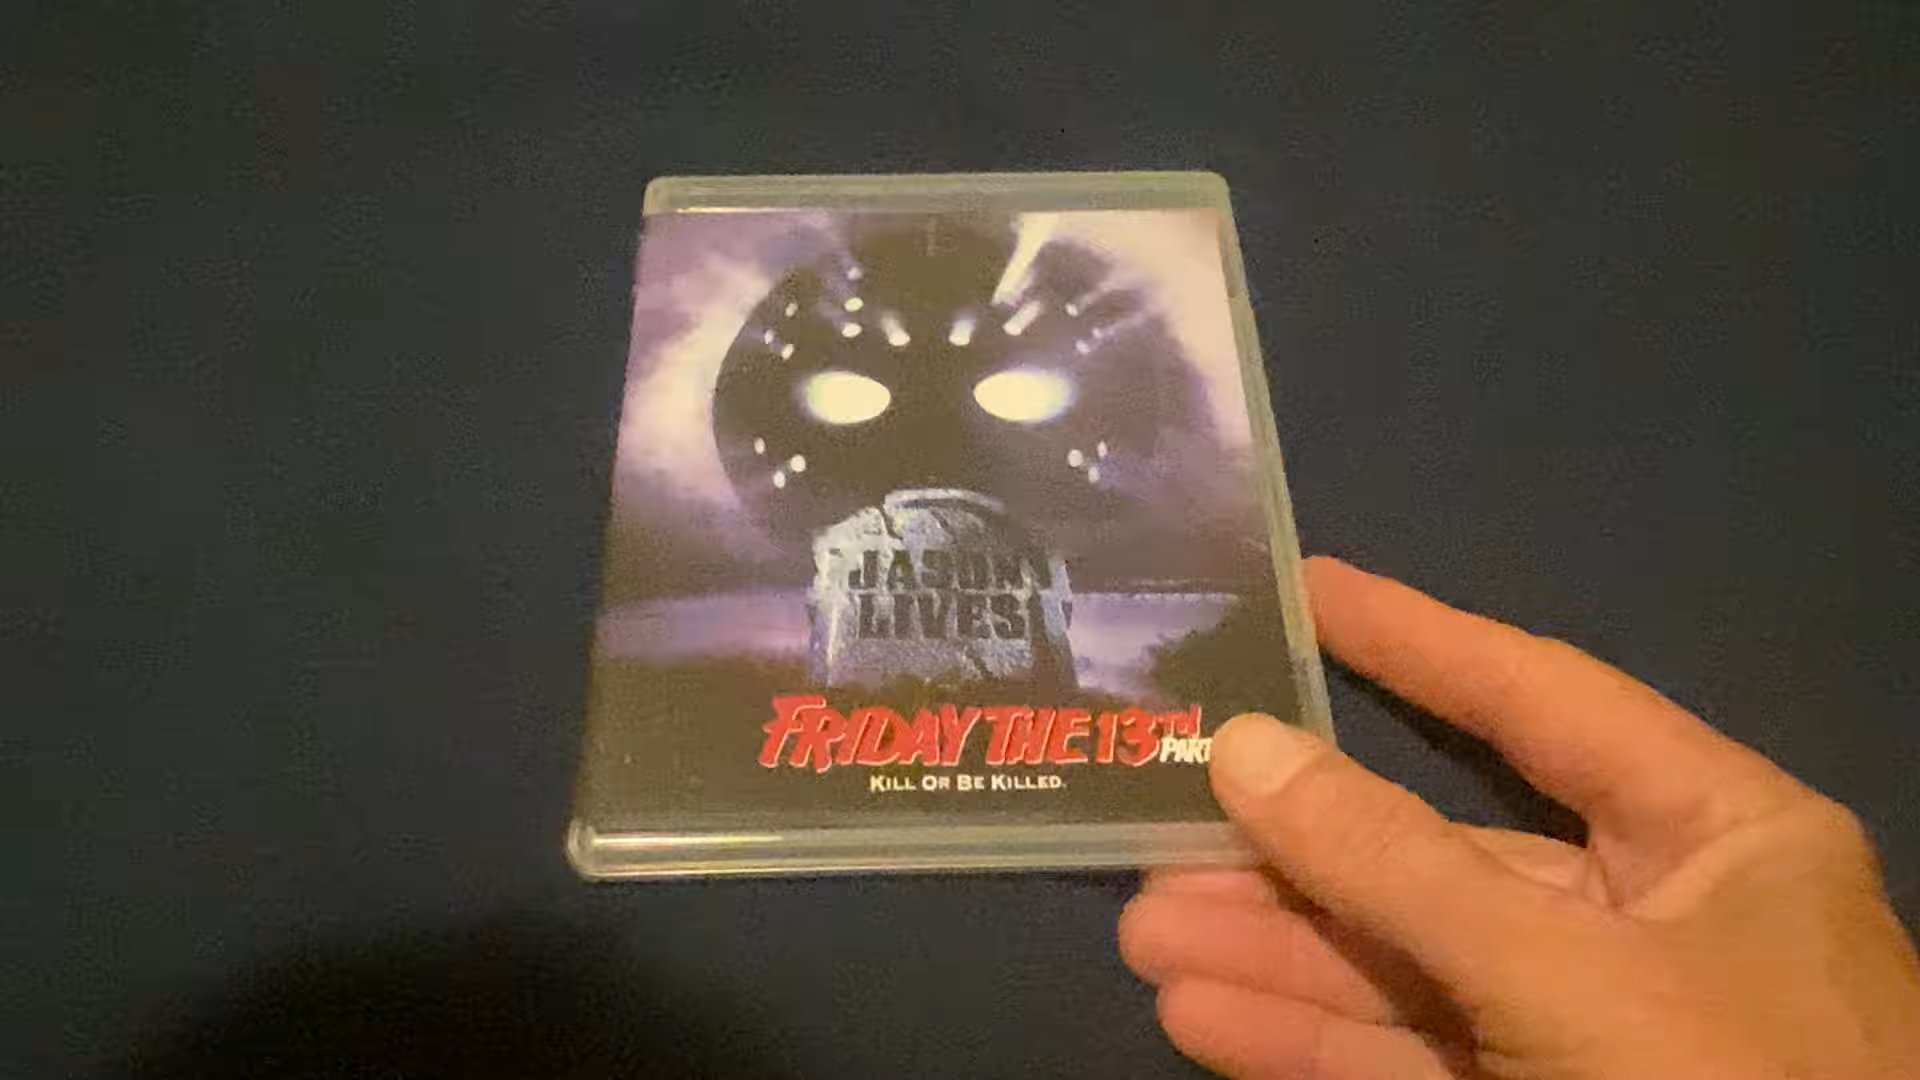 JASON
LIVES
FRIDAY THE 13TH
PART
KILL OR BE KILLED.